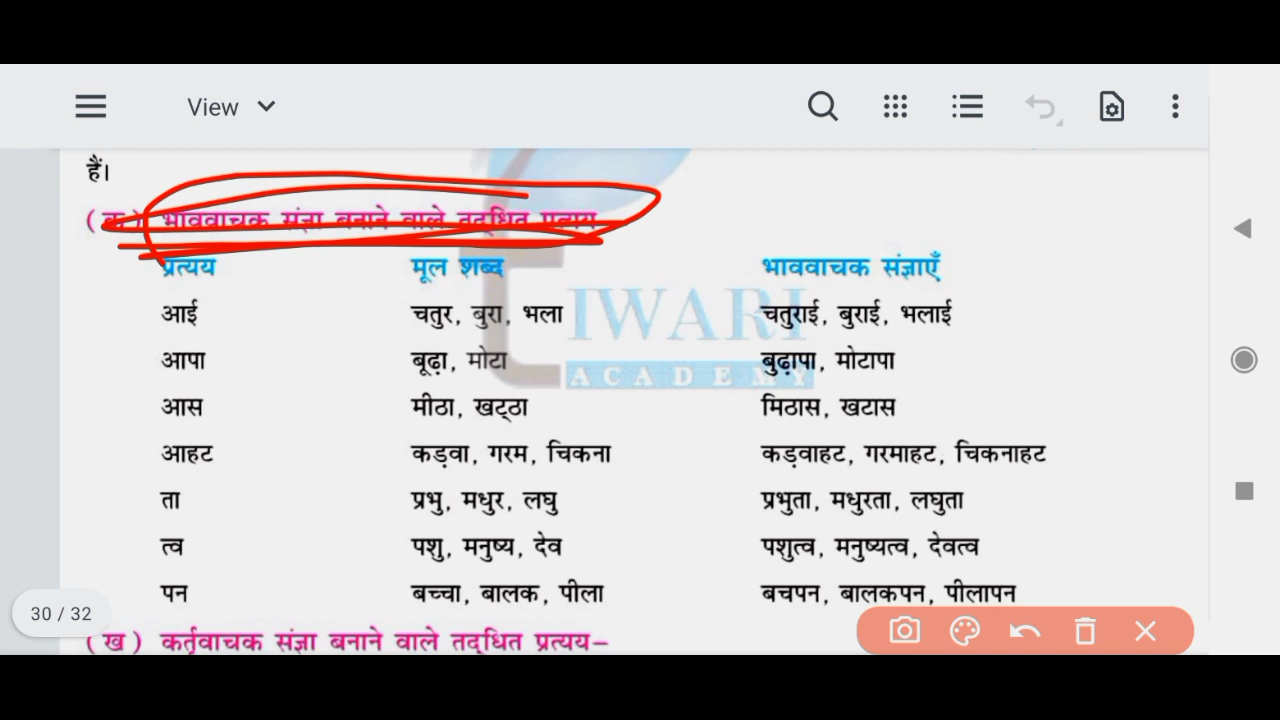 View
हैं।
(क) भाववाचक संज्ञा बनाने वाले तद्धित प्रत्यय–
प्रत्यय मूल शब्द भाववाचक संज्ञाएँ
आई चतुर, बुरा, भला चतुराई, बुराई, भलाई
आपा बूढ़ा, मोटा बुढ़ापा, मोटापा
आस मीठा, खट्ठा मिठास, खटास
आहट कड़वा, गरम, चिकना कड़वाहट, गरमाहट, चिकनाहट
ता प्रभु, मधुर, लघु प्रभुता, मधुरता, लघुता
त्व पशु, मनुष्य, देव पशुत्व, मनुष्यत्व, देवत्व
पन बच्चा, बालक, पीला बचपन, बालकपन, पीलापन
(ख) कर्तृवाचक संज्ञा बनाने वाले तद्धित प्रत्यय–
30 / 32
IWARI
ACADEMY